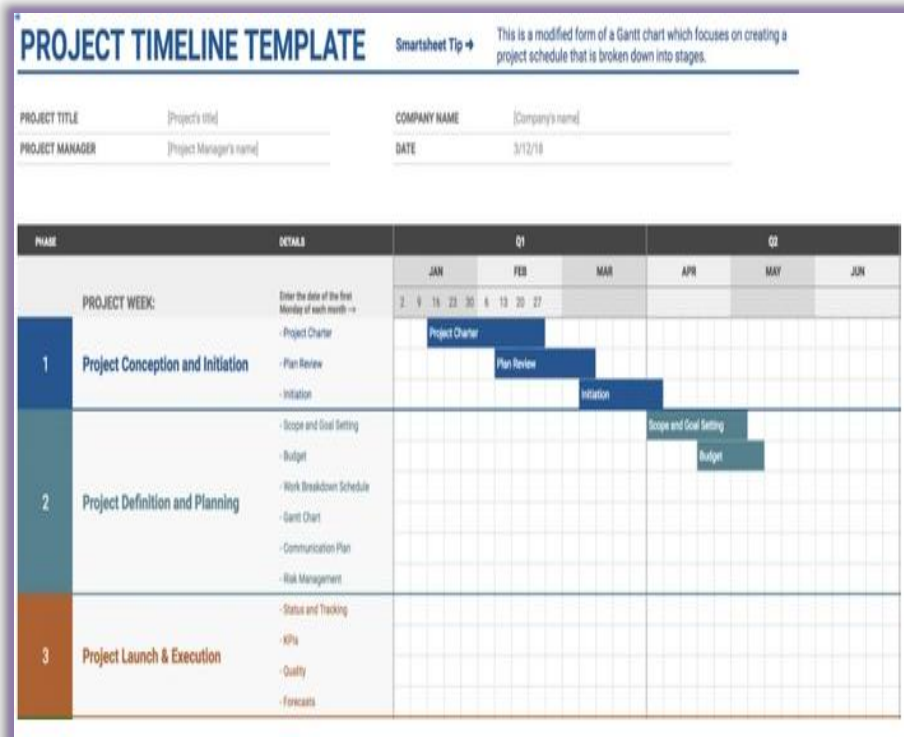 PROJECT TIMELINE TEMPLATE
Smartsheet Tip →
This is a modified form of a Gantt chart which focuses on creating a
project schedule that is broken down into stages.
PROJECT TITLE [Project's title] COMPANY NAME [Company's name]
PROJECT MANAGER [Project Manager's name] DATE 3/12/18
PHASE DETAILS Q1 Q2
JAN FEB MAR APR MAY JUN
PROJECT WEEK:
Enter the date of the first
Monday of each month -->
2 9 16 23 30 6 13 20 27
1
Project Conception and Initiation
- Project Charter
Project Charter
- Plan Review
Plan Review
- Initiation
Initiation
2
Project Definition and Planning
- Scope and Goal Setting
Scope and Goal Setting
- Budget
Budget
- Work Breakdown Schedule
- Gantt Chart
- Communication Plan
- Risk Management
3
Project Launch & Execution
- Status and Tracking
- KPIs
- Quality
- Forecasts